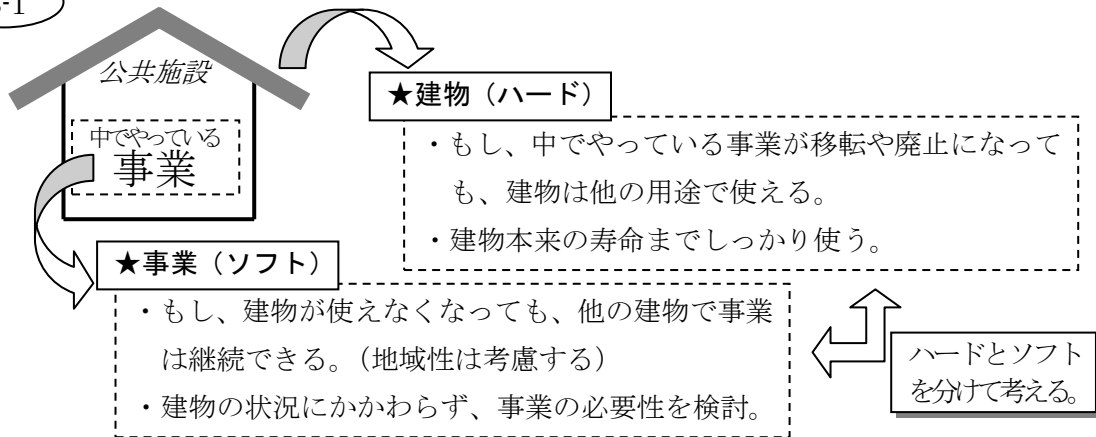 -1
公共施設
中でやっている
事業
★建物（ハード）
・もし、中でやっている事業が移転や廃止になって
も、建物は他の用途で使える。
・建物本来の寿命までしっかり使う。
★事業（ソフト）
・もし、建物が使えなくなっても、他の建物で事業
は継続できる。（地域性は考慮する）
・建物の状況にかかわらず、事業の必要性を検討。
ハードとソフト
を分けて考える。